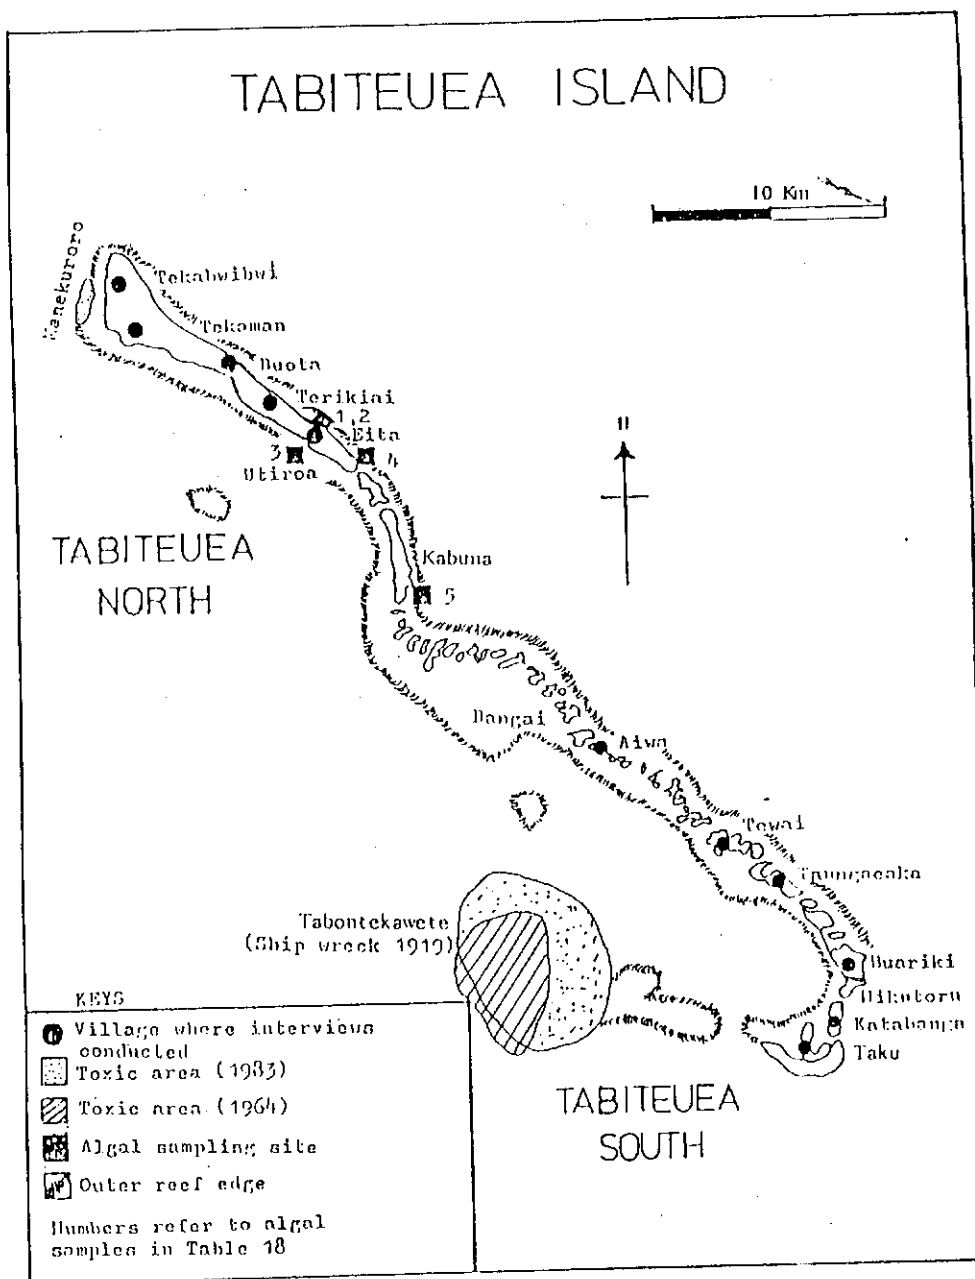 TABITEUEA ISLAND
10 Km
Tekabwibwi
Tekaman
Buota
Terikiai
1, 2
Eita
3
4
Utiroa
N
TABITEUEA
NORTH
Kabuna
5
Aiwa
Tewai
Tabontekawete
(Ship wreck 1919)
Buariki
Katabanga
Taku
TABITEUEA
SOUTH
KEYS
Village where interviews
conducted
Toxic area (1983)
Toxic area (1964)
Algal sampling site
Outer reef edge
Numbers refer to algal
samples in Table 18